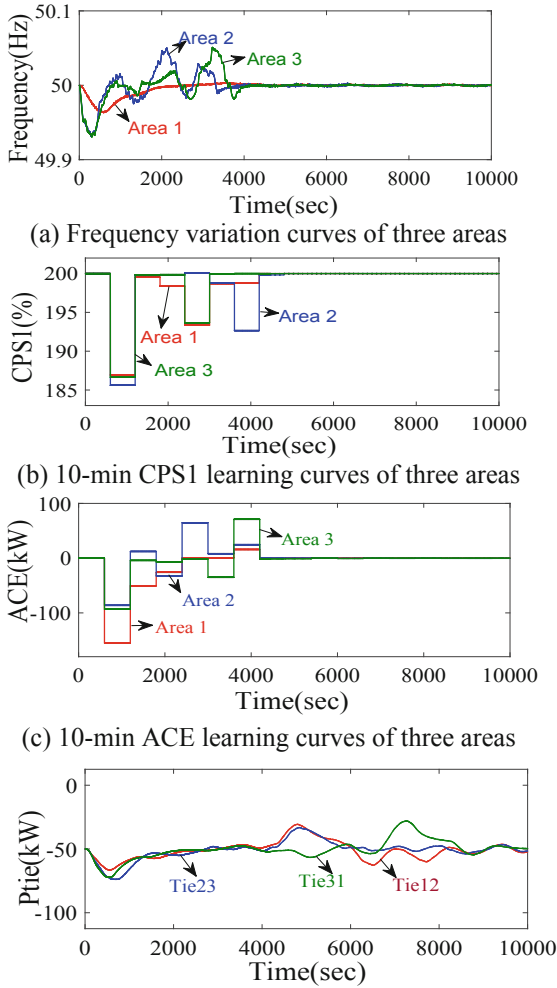 50.1
Area 2
Area 3
50
Area 1
49.9
Frequency(Hz)
0 2000 4000 6000 8000 10000
Time(sec)
(a) Frequency variation curves of three areas
200
195
190
185
CPS1(%)
Area 1
Area 2
Area 3
0 2000 4000 6000 8000 10000
Time(sec)
(b) 10-min CPS1 learning curves of three areas
100
0
-100
ACE(kW)
Area 3
Area 2
Area 1
0 2000 4000 6000 8000 10000
Time(sec)
(c) 10-min ACE learning curves of three areas
0
-50
-100
Ptie(kW)
Tie23 Tie31 Tie12
0 2000 4000 6000 8000 10000
Time(sec)